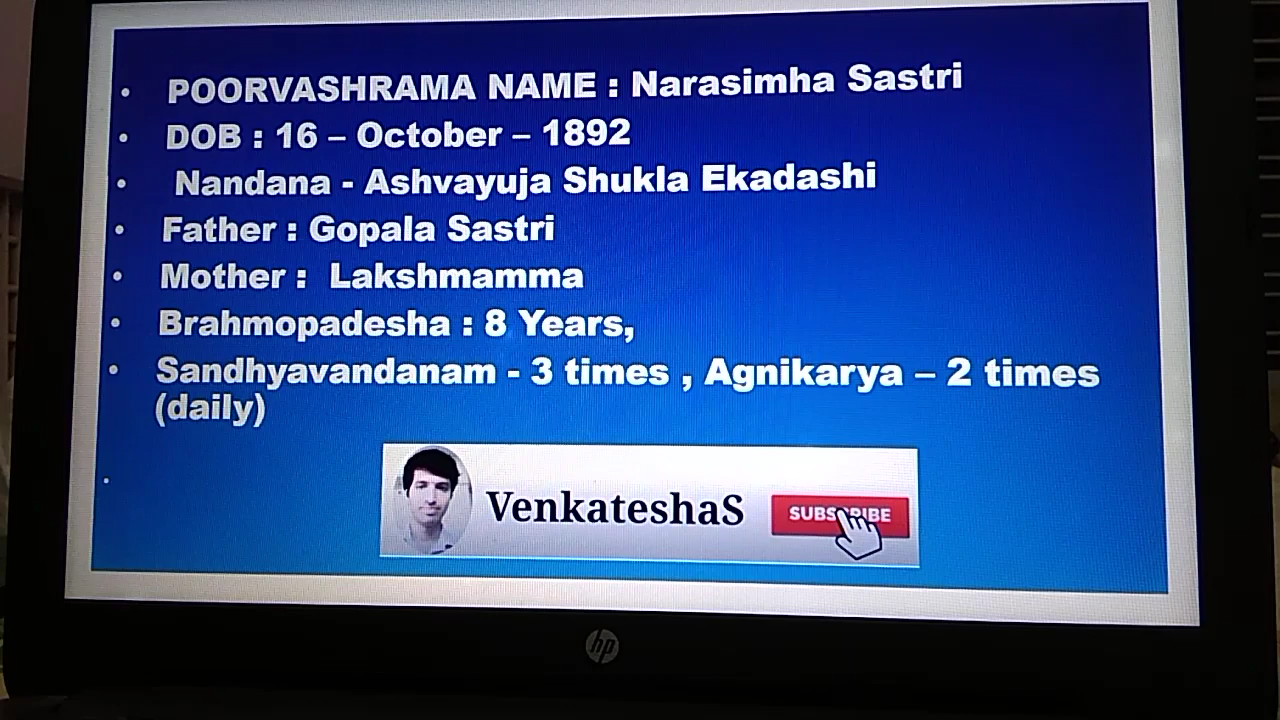 • POORVASHRAMA NAME : Narasimha Sastri
• DOB : 16 – October – 1892
• Nandana - Ashvayuja Shukla Ekadashi
• Father : Gopala Sastri
• Mother : Lakshmamma
• Brahmopadesha : 8 Years,
• Sandhyavandanam - 3 times , Agnikarya – 2 times
(daily)
VenkateshaS SUBSCRIBE
hp